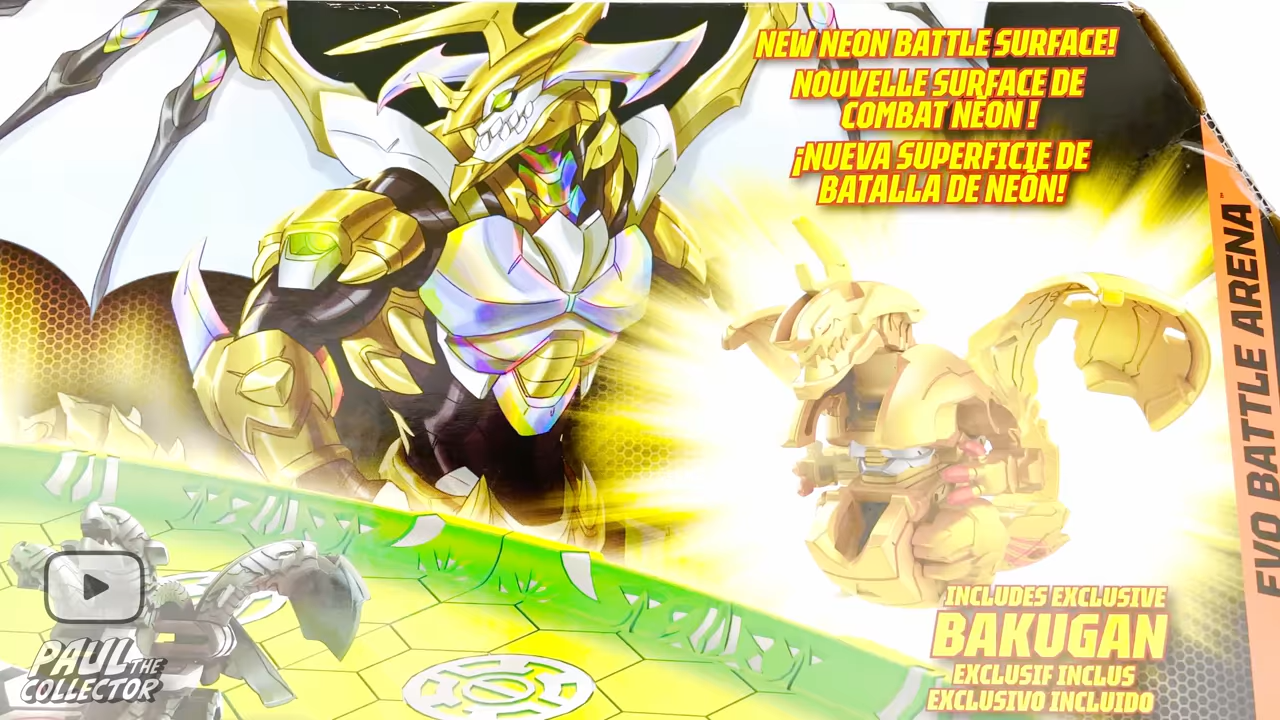 NEW NEON BATTLE SURFACE!
NOUVELLE SURFACE DE
COMBAT NÉON !
¡NUEVA SUPERFICIE DE
BATALLA DE NEÓN!
EVO BATTLE ARENA™
INCLUDES EXCLUSIVE
BAKUGAN
EXCLUSIF INCLUS
EXCLUSIVO INCLUIDO
PAUL THE
COLLECTOR